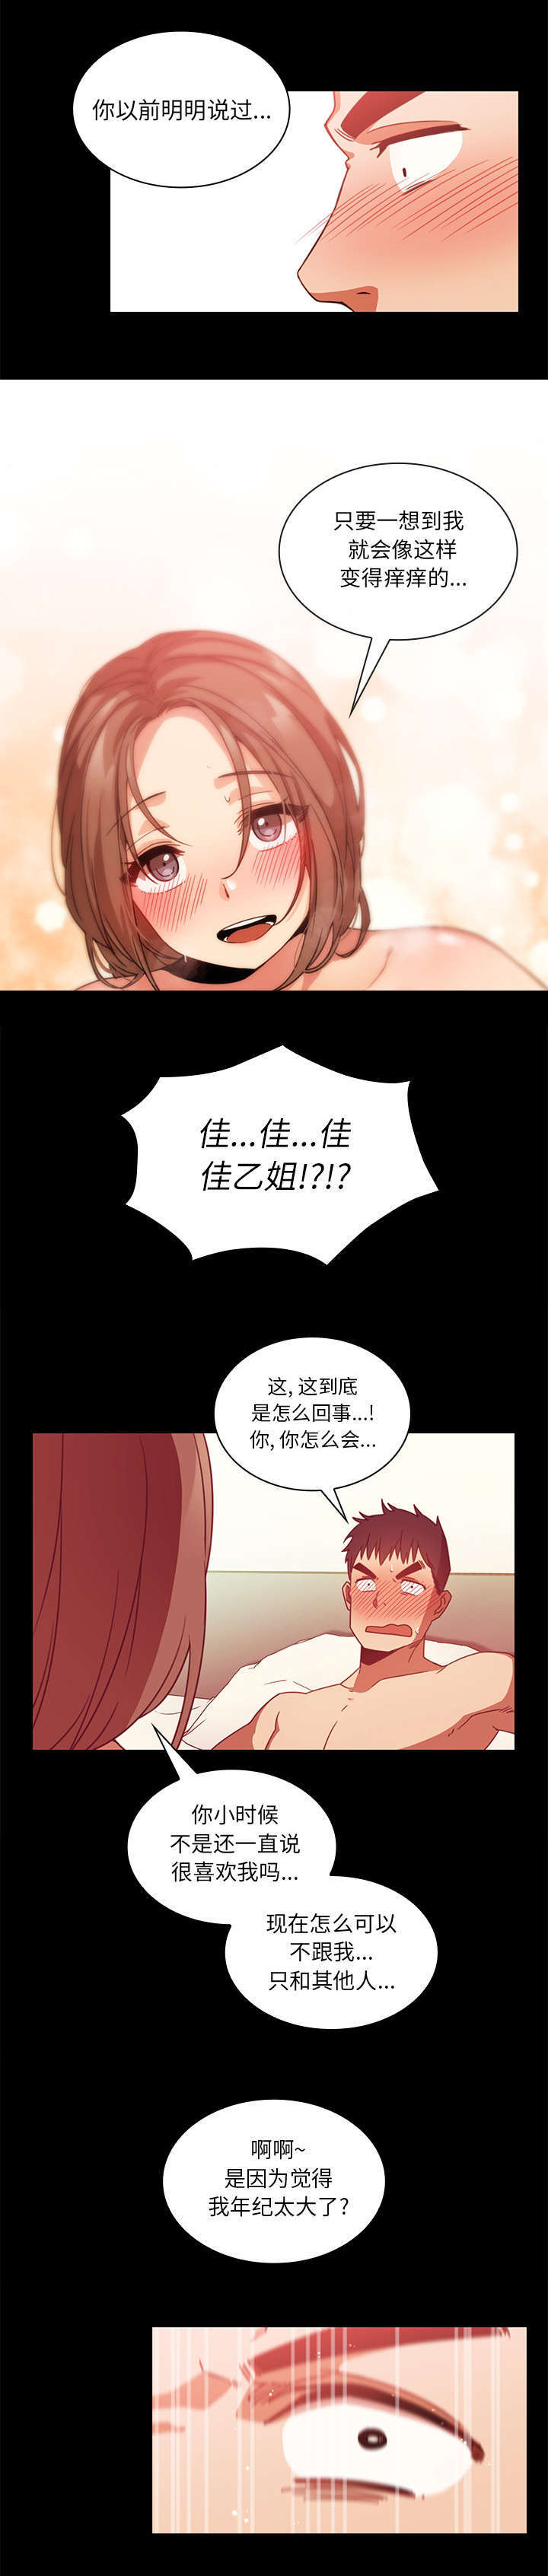 你以前明明说过...
只要一想到我
就会像这样
变得痒痒的...
佳...佳...佳
佳乙姐!?!?
这, 这到底
是怎么回事...!
你, 你怎么会...
你小时候
不是还一直说
很喜欢我吗...
现在怎么可以
不跟我...
只和其他人...
啊啊~
是因为觉得
我年纪太大了?